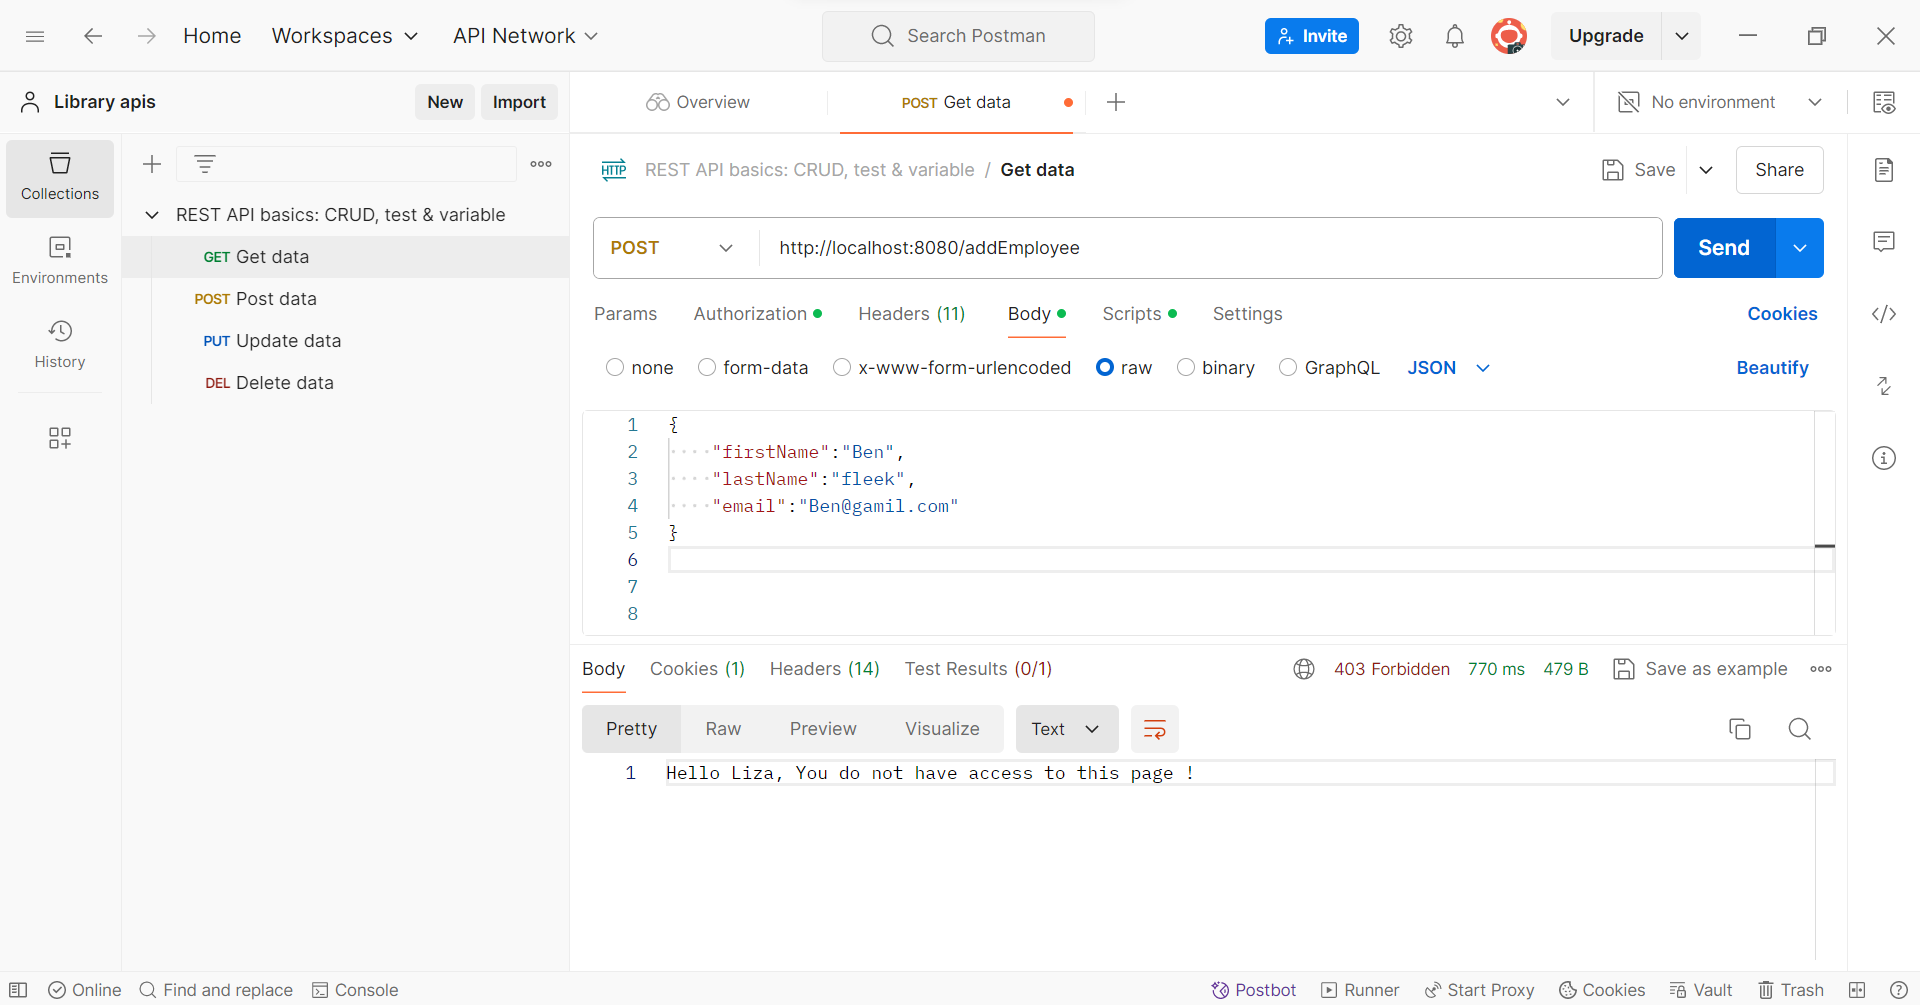 Home Workspaces API Network Search Postman Invite Upgrade
Library apis New Import Overview POST Get data No environment
Collections
Environments
History
REST API basics: CRUD, test & variable
GET Get data
POST Post data
PUT Update data
DEL Delete data
HTTP REST API basics: CRUD, test & variable / Get data Save Share
POST http://localhost:8080/addEmployee Send
Params Authorization Headers (11) Body Scripts Settings Cookies
none form-data x-www-form-urlencoded raw binary GraphQL JSON Beautify
1 {
2 "firstName":"Ben",
3 "lastName":"fleek",
4 "email":"Ben@gamil.com"
5 }
6
7
8
Body Cookies (1) Headers (14) Test Results (0/1) 403 Forbidden 770 ms 479 B Save as example
Pretty Raw Preview Visualize Text
1 Hello Liza, You do not have access to this page !
Online Find and replace Console Postbot Runner Start Proxy Cookies Vault Trash